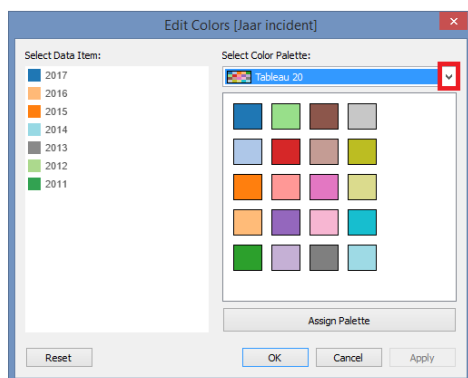 Edit Colors [Jaar incident]
Select Data Item:
2017
2016
2015
2014
2013
2012
2011
Select Color Palette:
Tableau 20
Assign Palette
Reset
OK
Cancel
Apply